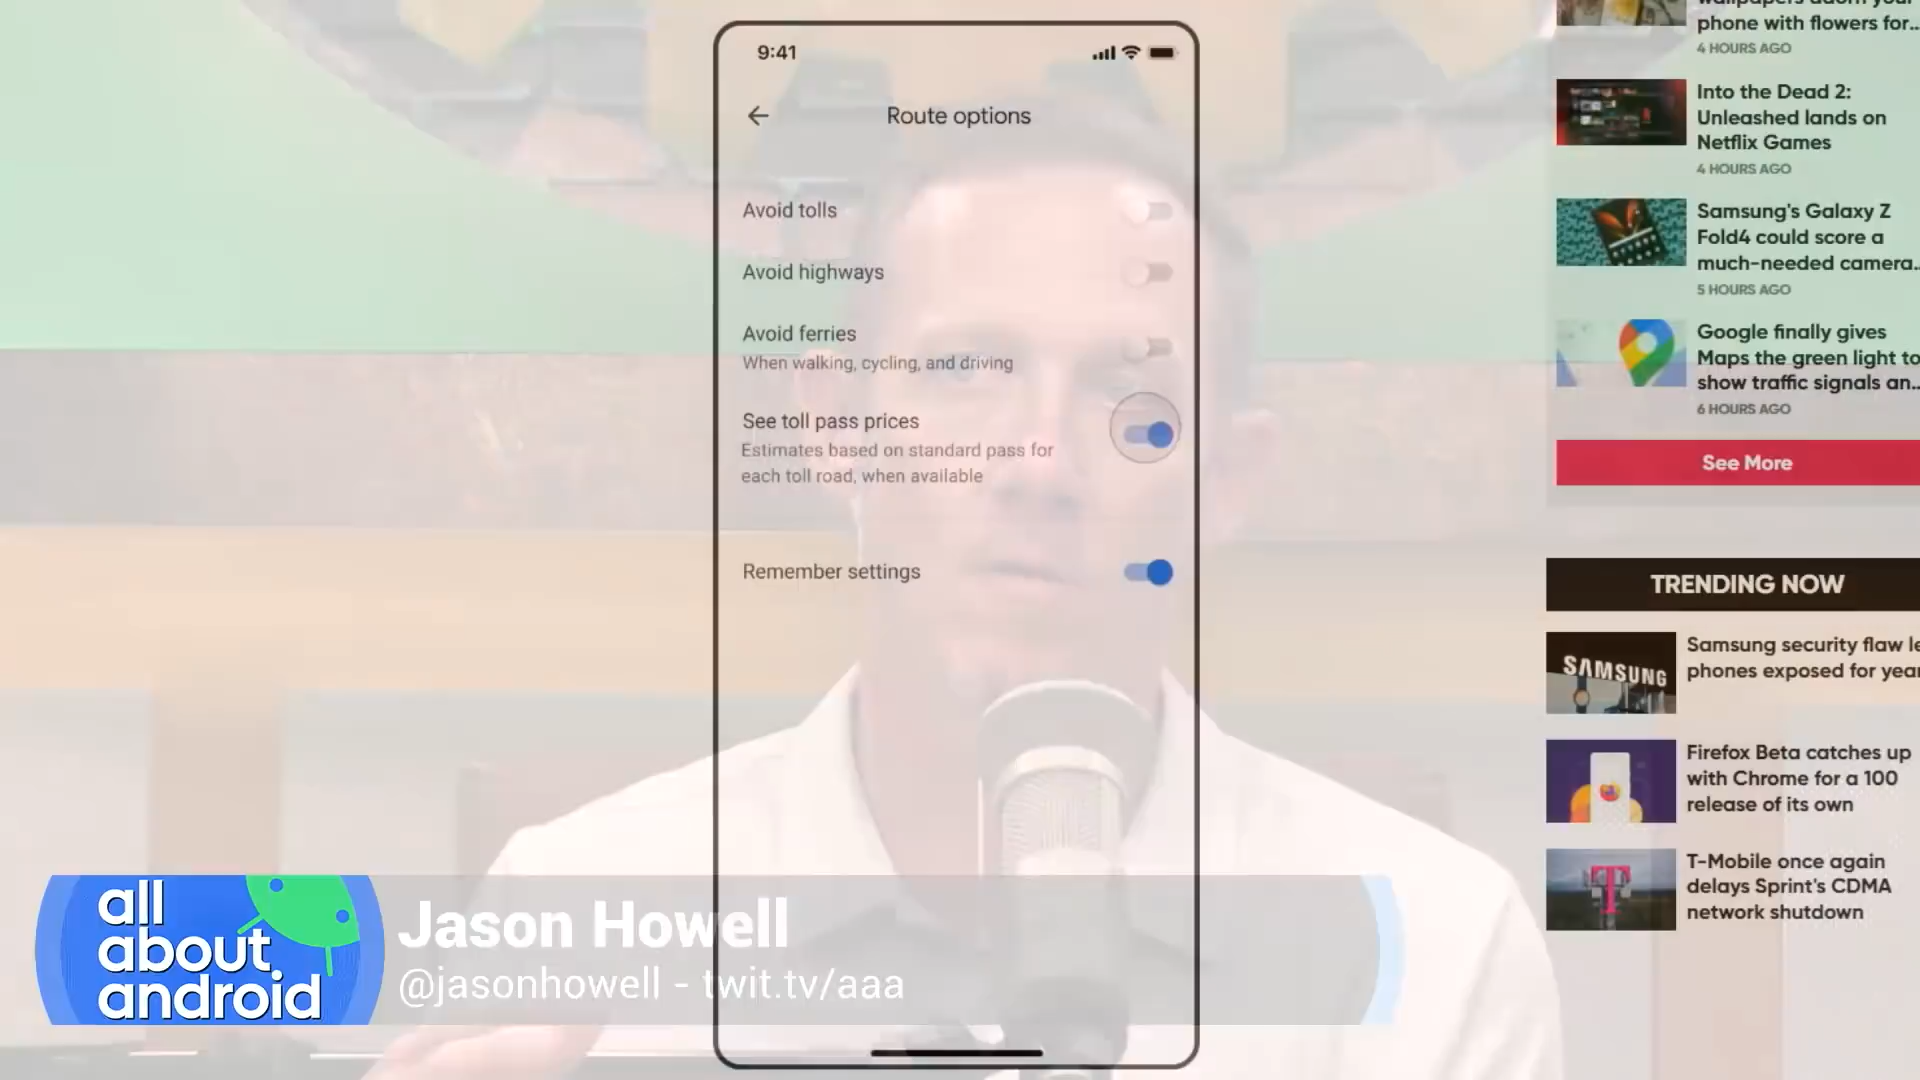 9:41
Route options
Avoid tolls
Avoid highways
Avoid ferries
When walking, cycling, and driving
See toll pass prices
Estimates based on standard pass for
each toll road, when available
Remember settings
phone with flowers for...
4 HOURS AGO
Into the Dead 2:
Unleashed lands on
Netflix Games
4 HOURS AGO
Samsung's Galaxy Z
Fold4 could score a
much-needed camera..
5 HOURS AGO
Google finally gives
Maps the green light to
show traffic signals an...
6 HOURS AGO
See More
TRENDING NOW
SAMSUNG
Samsung security flaw le
phones exposed for year
Firefox Beta catches up
with Chrome for a 100
release of its own
T-Mobile once again
delays Sprint's CDMA
network shutdown
all
about
android
Jason Howell
@jasonhowell - twit.tv/aaa